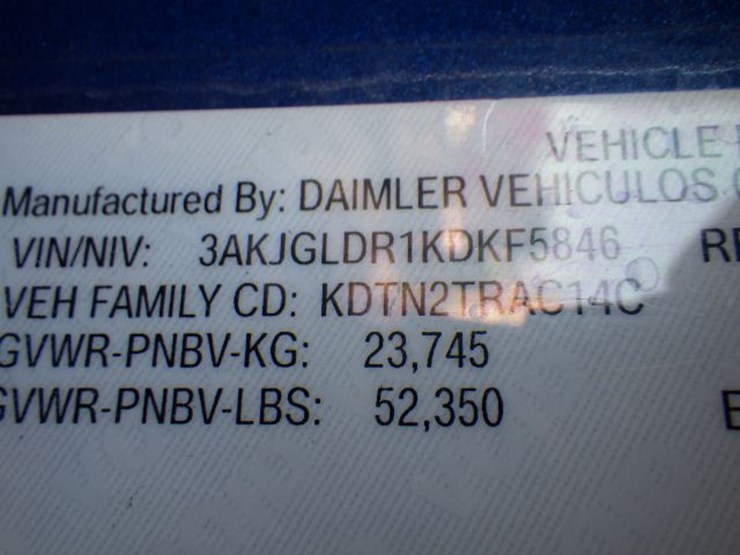 VEHICLE
Manufactured By: DAIMLER VEHICULOS
VIN/NIV: 3AKJGLDR1KDKF5846
VEH FAMILY CD: KDTN2TRAC14C
GVWR-PNBV-KG: 23,745
GVWR-PNBV-LBS: 52,350